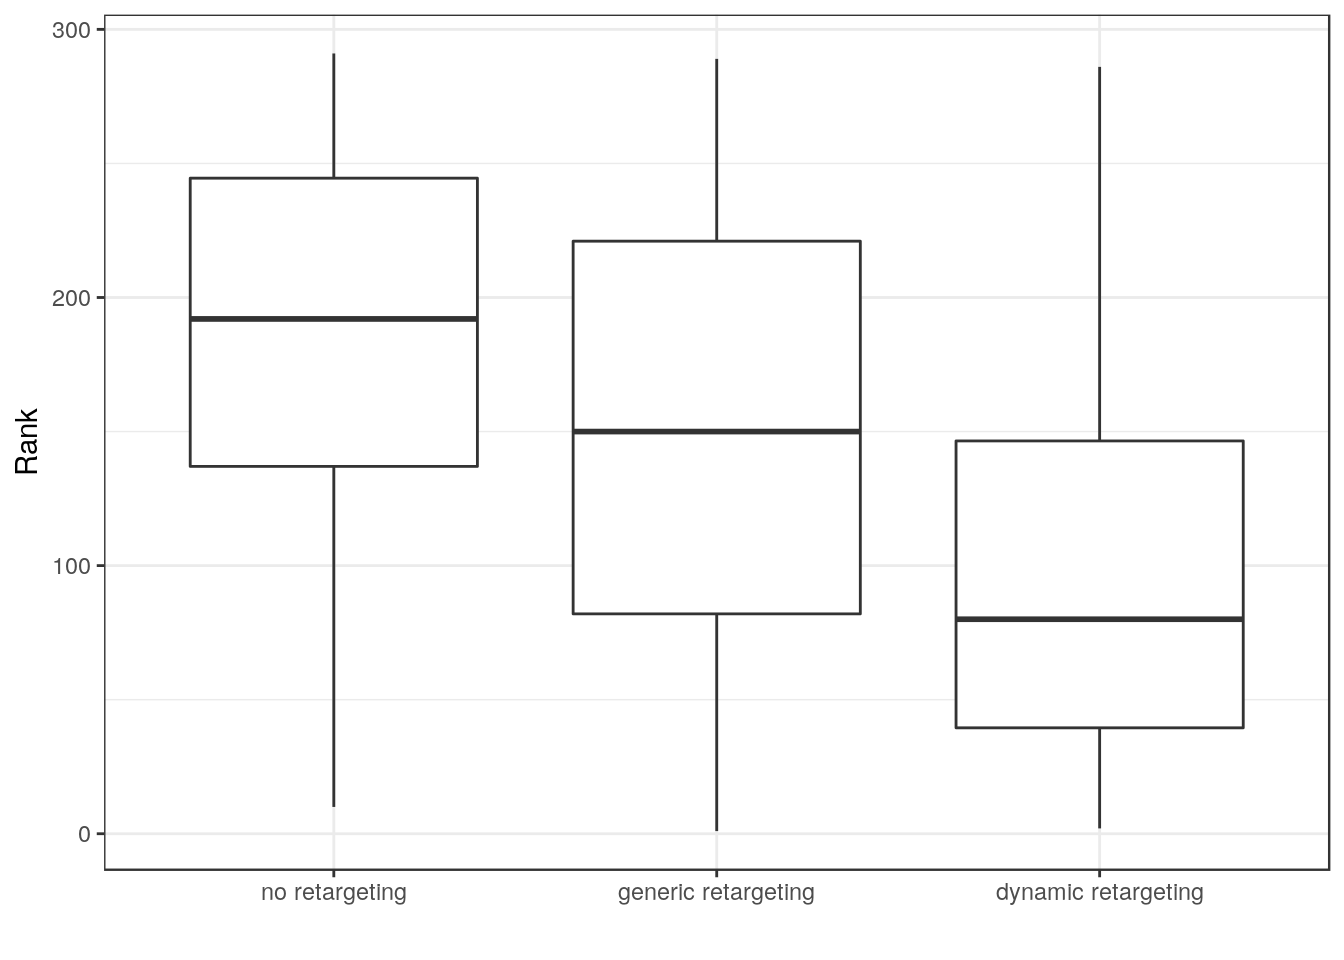 300
200
100
0
Rank
no retargeting
generic retargeting
dynamic retargeting